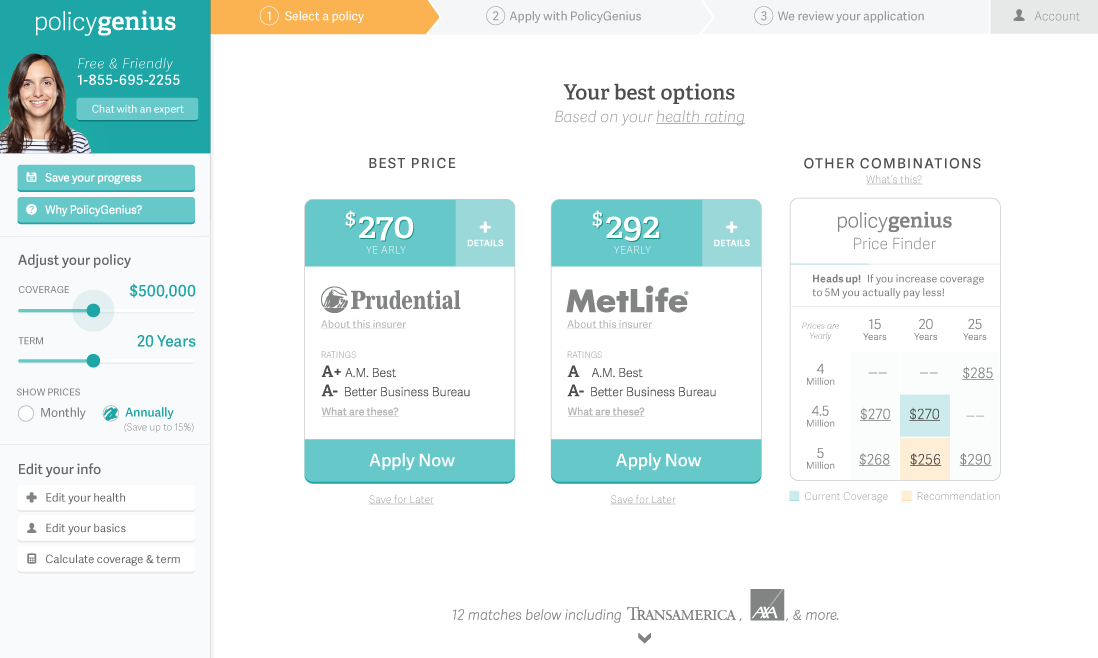 policygenius
Free & Friendly
1-855-695-2255
Chat with an expert
Save your progress
Why PolicyGenius?
Adjust your policy
COVERAGE $500,000
TERM 20 Years
SHOW PRICES
Monthly Annually
(Save up to 15%)
Edit your info
Edit your health
Edit your basics
Calculate coverage & term
1 Select a policy
2 Apply with PolicyGenius
3 We review your application
Account
Your best options
Based on your health rating
BEST PRICE
$270
YEARLY
+
DETAILS
Prudential
About this insurer
RATINGS
A+ A.M. Best
A- Better Business Bureau
What are these?
Apply Now
Save for Later
$292
YEARLY
+
DETAILS
MetLife
About this insurer
RATINGS
A A.M. Best
A- Better Business Bureau
What are these?
Apply Now
Save for Later
OTHER COMBINATIONS
What's this?
policygenius
Price Finder
Heads up! If you increase coverage
to 5M you actually pay less!
Prices are
Yearly
15
Years
20
Years
25
Years
4
Million
—— —— $285
4.5
Million
$270 $270 ——
5
Million
$268 $256 $290
Current Coverage Recommendation
12 matches below including TRANSAMERICA, AXA, & more.